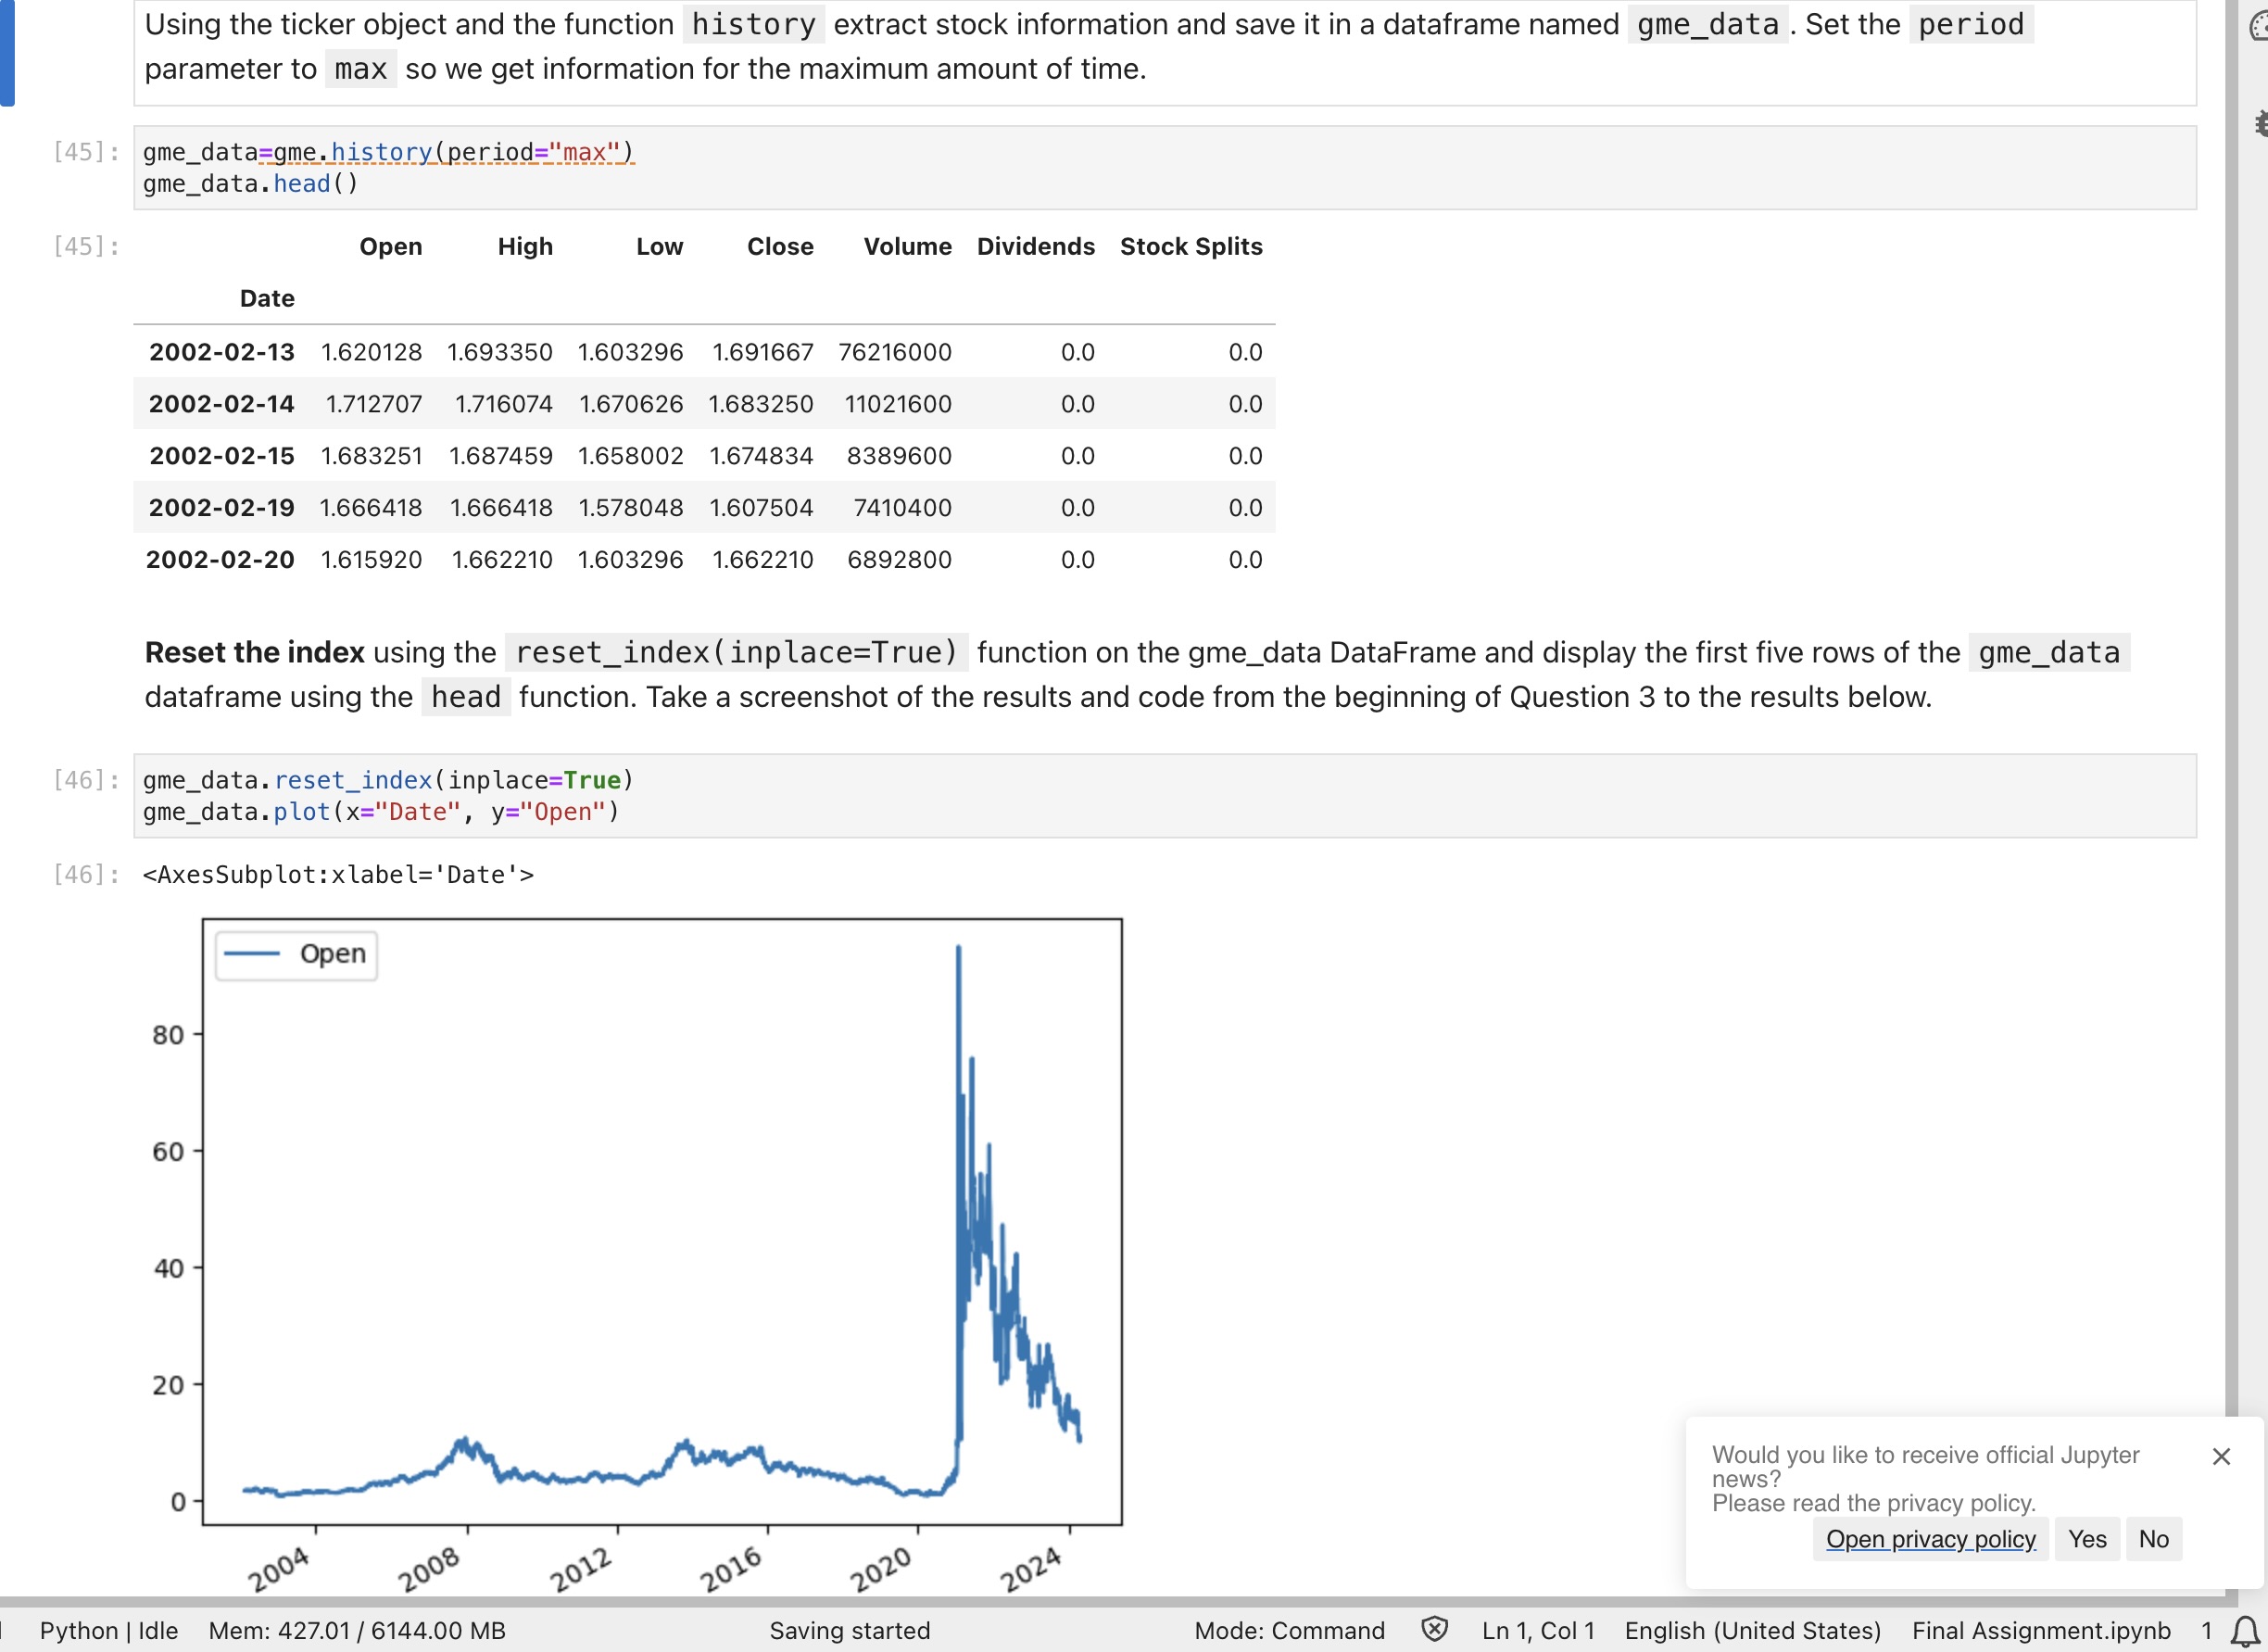 Using the ticker object and the function history extract stock information and save it in a dataframe named gme_data . Set the period
parameter to max so we get information for the maximum amount of time.
[45]: gme_data=gme.history(period="max")
gme_data.head()
[45]: Open High Low Close Volume Dividends Stock Splits
Date
2002-02-13 1.620128 1.693350 1.603296 1.691667 76216000 0.0 0.0
2002-02-14 1.712707 1.716074 1.670626 1.683250 11021600 0.0 0.0
2002-02-15 1.683251 1.687459 1.658002 1.674834 8389600 0.0 0.0
2002-02-19 1.666418 1.666418 1.578048 1.607504 7410400 0.0 0.0
2002-02-20 1.615920 1.662210 1.603296 1.662210 6892800 0.0 0.0
Reset the index using the reset_index(inplace=True) function on the gme_data DataFrame and display the first five rows of the gme_data
dataframe using the head function. Take a screenshot of the results and code from the beginning of Question 3 to the results below.
[46]: gme_data.reset_index(inplace=True)
gme_data.plot(x="Date", y="Open")
[46]: <AxesSubplot:xlabel='Date'>
Open
80
60
40
20
0
2004 2008 2012 2016 2020 2024
Would you like to receive official Jupyter
news?
Please read the privacy policy.
Open privacy policy Yes No
Python | Idle Mem: 427.01 / 6144.00 MB Saving started Mode: Command Ln 1, Col 1 English (United States) Final Assignment.ipynb 1